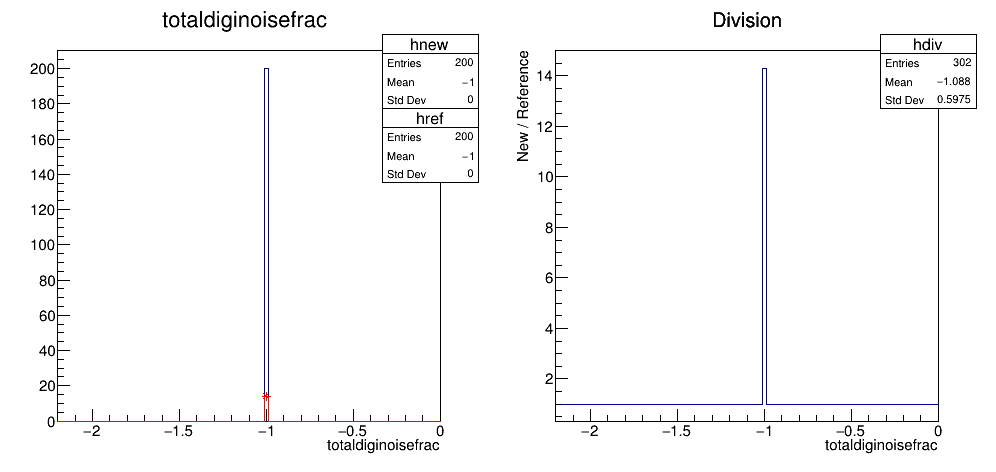 totaldiginoisefrac
hnew
Entries 200
Mean −1
Std Dev 0
href
Entries 200
Mean −1
Std Dev 0
200
180
160
140
120
100
80
60
40
20
0
−2 −1.5 −1 −0.5 0
totaldiginoisefrac
Division
hdiv
Entries 302
Mean −1.088
Std Dev 0.5975
New / Reference
14
12
10
8
6
4
2
−2 −1.5 −1 −0.5 0
totaldiginoisefrac